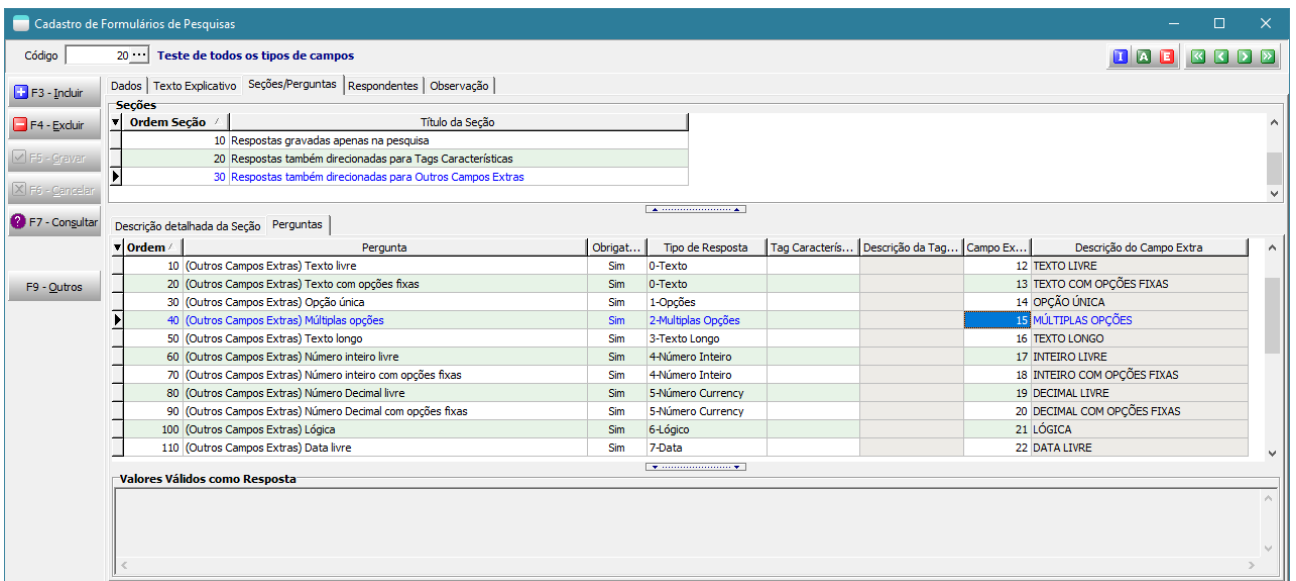 Cadastro de Formulários de Pesquisas
Código 20 ... Teste de todos os tipos de campos I A E
F3 - Incluir
F4 - Excluir
F5 - Gravar
F6 - Cancelar
F7 - Consultar
F9 - Outros
Dados Texto Explicativo Seções/Perguntas Respondentes Observação
Seções
Ordem Seção Título da Seção
10 Respostas gravadas apenas na pesquisa
20 Respostas também direcionadas para Tags Características
30 Respostas também direcionadas para Outros Campos Extras
Descrição detalhada da Seção Perguntas
Ordem Pergunta Obrigat... Tipo de Resposta Tag Caracterís... Descrição da Tag... Campo Ex... Descrição do Campo Extra
10 (Outros Campos Extras) Texto livre Sim 0-Texto 12 TEXTO LIVRE
20 (Outros Campos Extras) Texto com opções fixas Sim 0-Texto 13 TEXTO COM OPÇÕES FIXAS
30 (Outros Campos Extras) Opção única Sim 1-Opções 14 OPÇÃO ÚNICA
40 (Outros Campos Extras) Múltiplas opções Sim 2-Multiplas Opções 15 MÚLTIPLAS OPÇÕES
50 (Outros Campos Extras) Texto longo Sim 3-Texto Longo 16 TEXTO LONGO
60 (Outros Campos Extras) Número inteiro livre Sim 4-Número Inteiro 17 INTEIRO LIVRE
70 (Outros Campos Extras) Número inteiro com opções fixas Sim 4-Número Inteiro 18 INTEIRO COM OPÇÕES FIXAS
80 (Outros Campos Extras) Número Decimal livre Sim 5-Número Currency 19 DECIMAL LIVRE
90 (Outros Campos Extras) Número Decimal com opções fixas Sim 5-Número Currency 20 DECIMAL COM OPÇÕES FIXAS
100 (Outros Campos Extras) Lógica Sim 6-Lógico 21 LÓGICA
110 (Outros Campos Extras) Data livre Sim 7-Data 22 DATA LIVRE
Valores Válidos como Resposta